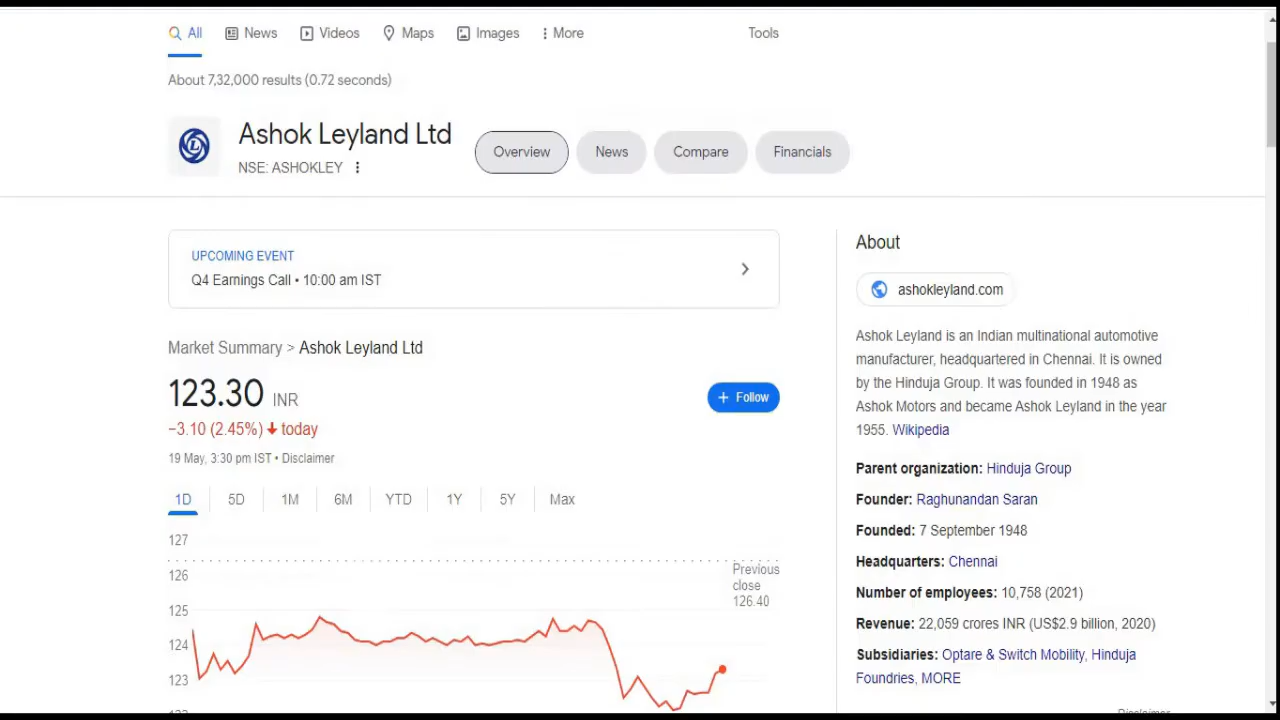 All News Videos Maps Images More Tools
About 7,32,000 results (0.72 seconds)
Ashok Leyland Ltd
NSE: ASHOKLEY
Overview News Compare Financials
UPCOMING EVENT
Q4 Earnings Call • 10:00 am IST
Market Summary > Ashok Leyland Ltd
123.30 INR
+ Follow
−3.10 (2.45%) today
19 May, 3:30 pm IST • Disclaimer
1D 5D 1M 6M YTD 1Y 5Y Max
127
126
125
124
123
Previous
close
126.40
About
ashokleyland.com
Ashok Leyland is an Indian multinational automotive
manufacturer, headquartered in Chennai. It is owned
by the Hinduja Group. It was founded in 1948 as
Ashok Motors and became Ashok Leyland in the year
1955. Wikipedia
Parent organization: Hinduja Group
Founder: Raghunandan Saran
Founded: 7 September 1948
Headquarters: Chennai
Number of employees: 10,758 (2021)
Revenue: 22,059 crores INR (US$2.9 billion, 2020)
Subsidiaries: Optare & Switch Mobility, Hinduja
Foundries, MORE